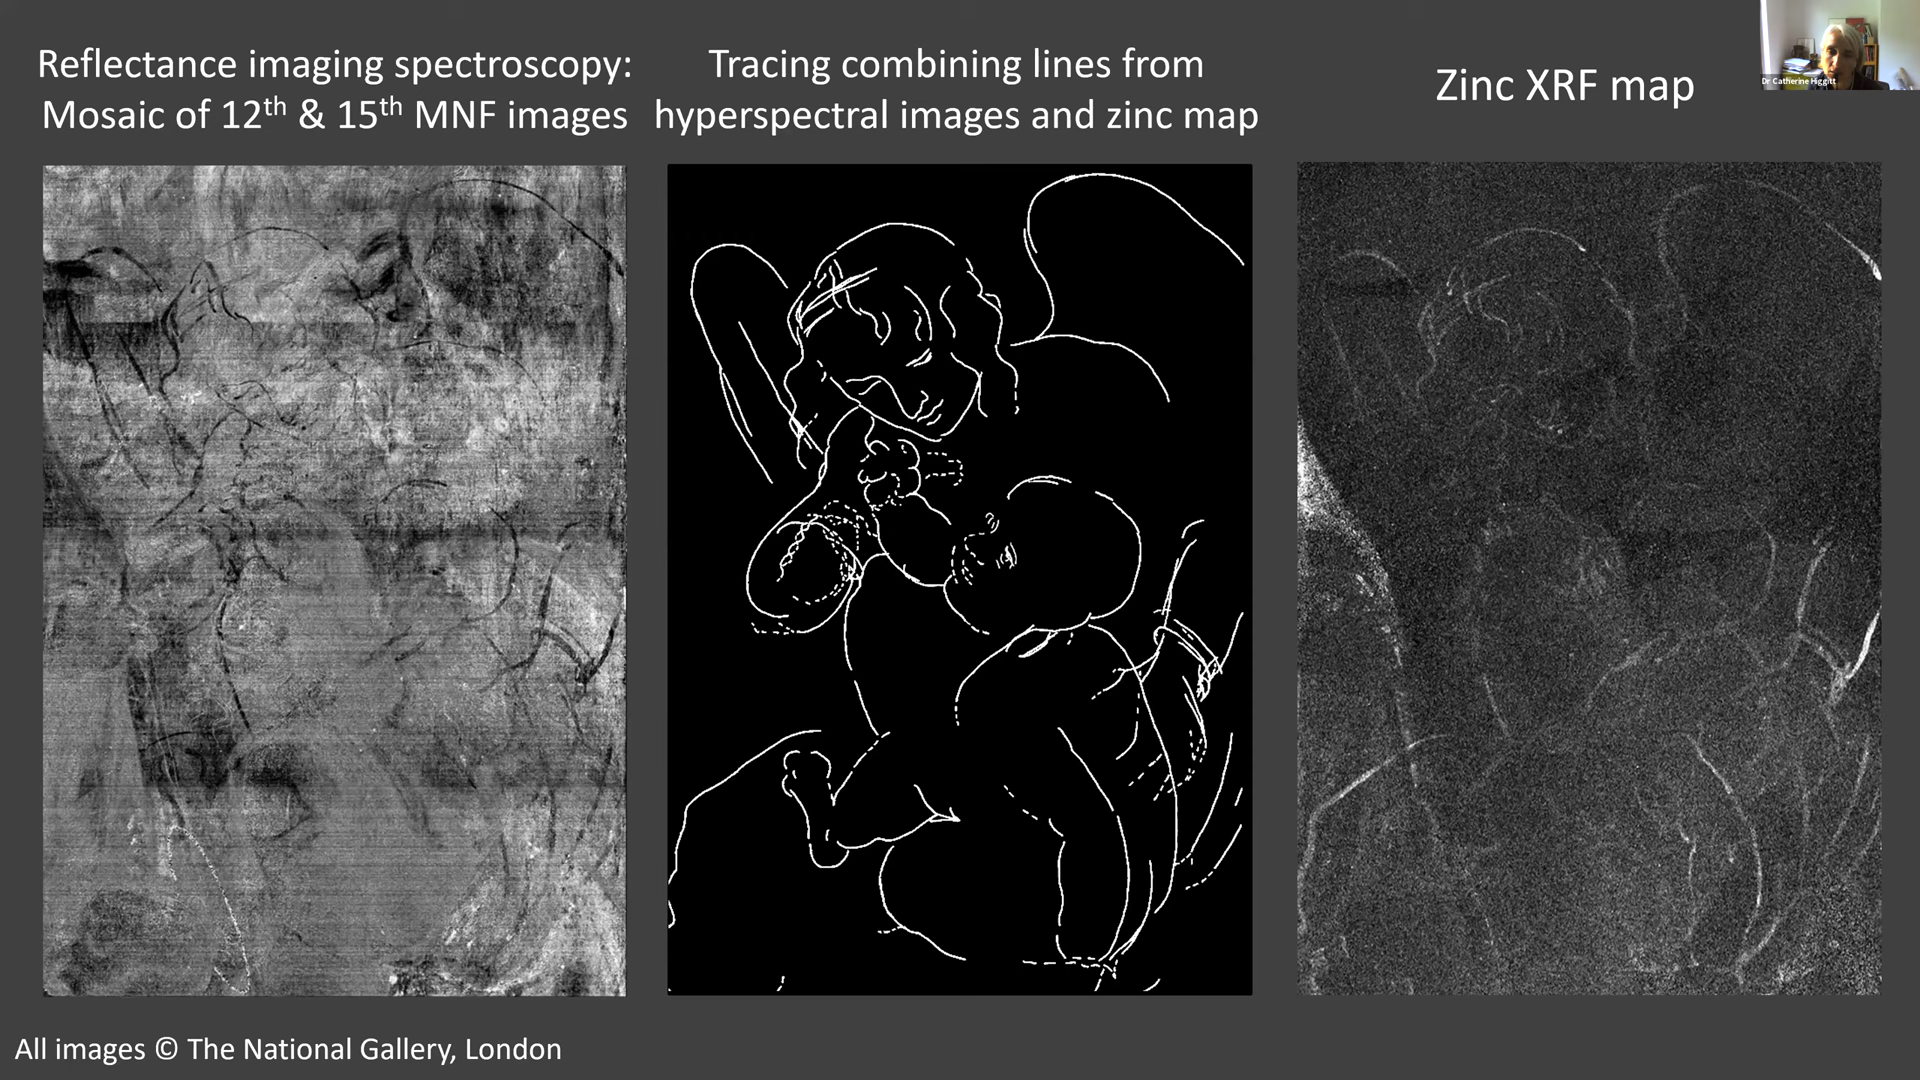 Reflectance imaging spectroscopy:
Mosaic of 12th & 15th MNF images
Tracing combining lines from
hyperspectral images and zinc map
Zinc XRF map
Dr Catherine Higgitt
All images © The National Gallery, London